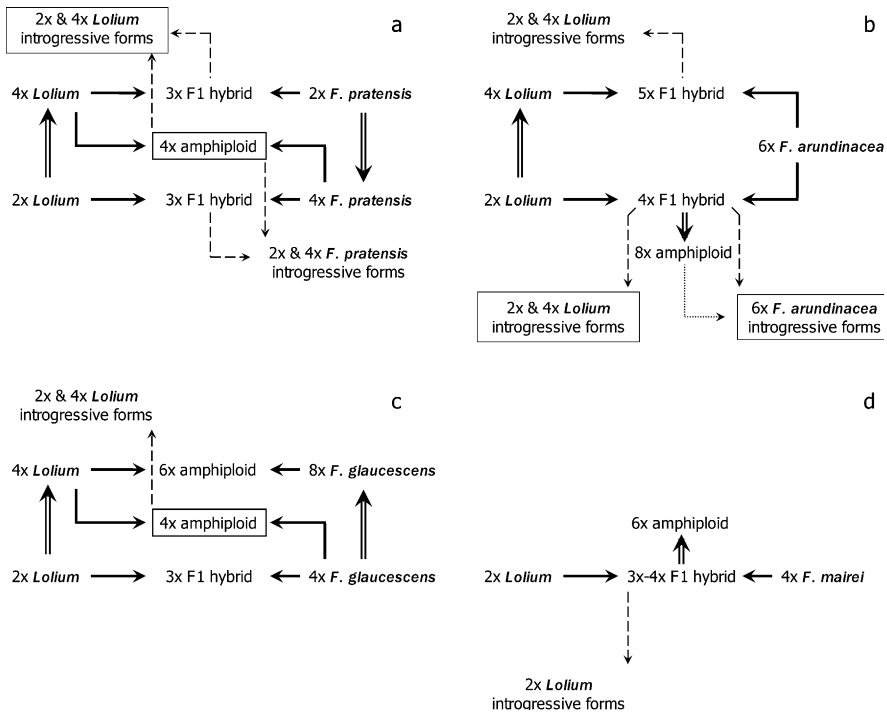 2x & 4x Lolium
introgressive forms
a
4x Lolium 3x F1 hybrid 2x F. pratensis
4x amphiploid
2x Lolium 3x F1 hybrid 4x F. pratensis
2x & 4x F. pratensis
introgressive forms
2x & 4x Lolium
introgressive forms
b
4x Lolium 5x F1 hybrid
6x F. arundinacea
2x Lolium 4x F1 hybrid
8x amphiploid
2x & 4x Lolium
introgressive forms
6x F. arundinacea
introgressive forms
2x & 4x Lolium
introgressive forms
c
4x Lolium 6x amphiploid 8x F. glaucescens
4x amphiploid
2x Lolium 3x F1 hybrid 4x F. glaucescens
d
6x amphiploid
2x Lolium 3x-4x F1 hybrid 4x F. mairei
2x Lolium
introgressive forms